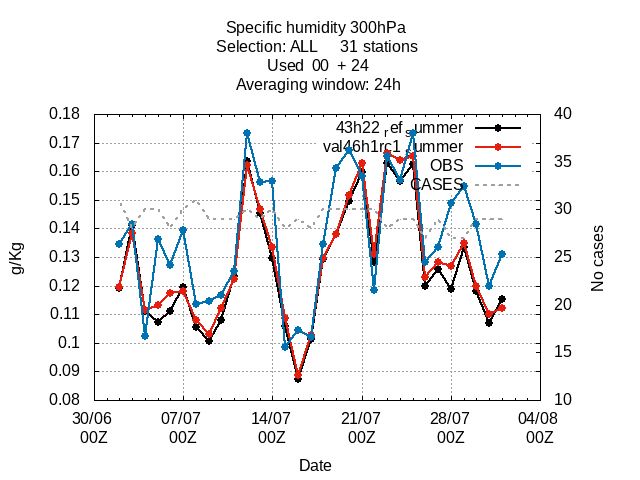 Specific humidity 300hPa
Selection: ALL 31 stations
Used 00 + 24
Averaging window: 24h
43h22_ref_summer
val46h1rc1 summer
OBS
CASES
0.18
0.17
0.16
0.15
0.14
0.13
0.12
0.11
0.1
0.09
0.08
g/Kg
40
35
30
25
20
15
10
No cases
30/06 07/07 14/07 21/07 28/07 04/08
00Z 00Z 00Z 00Z 00Z 00Z
Date